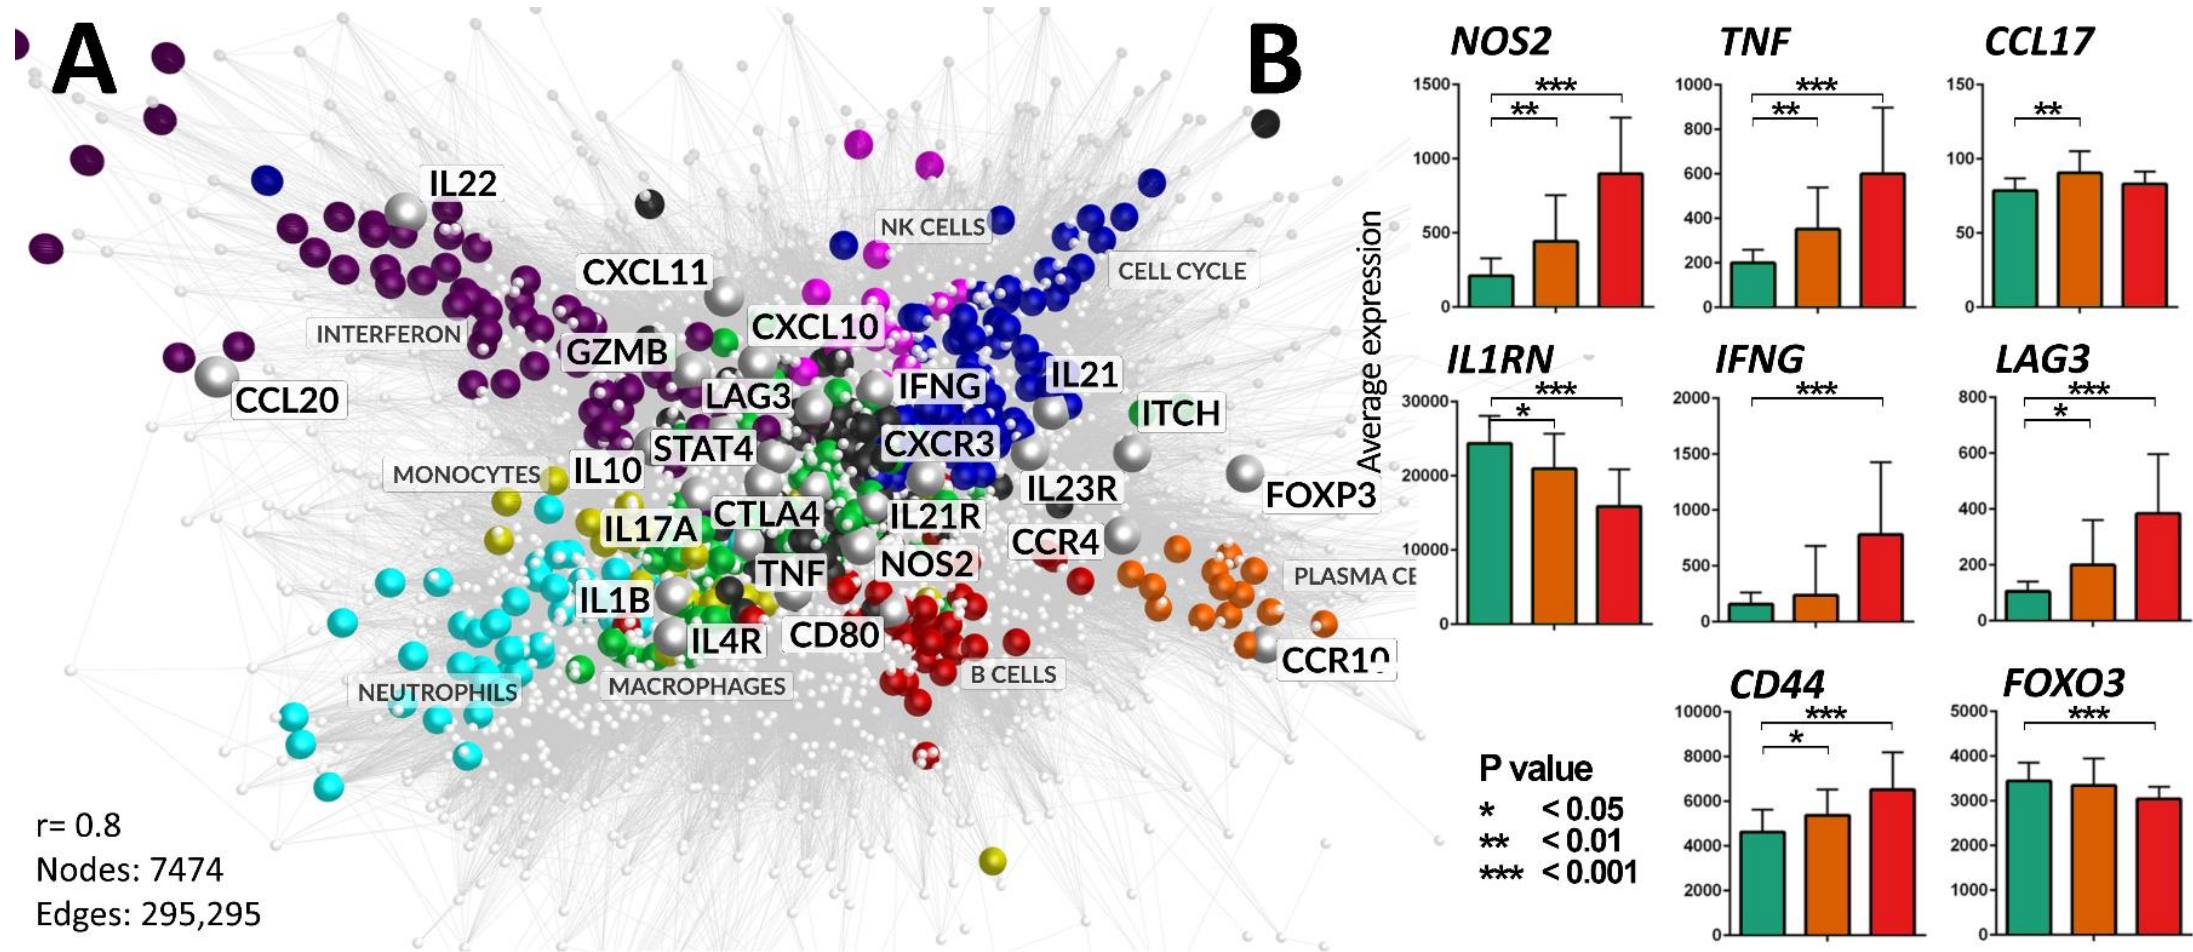 A
IL22
CXCL11
NK CELLS
CELL CYCLE
INTERFERON
CXCL10
GZMB
CCL20
LAG3
IFNG
IL21
ITCH
STAT4
CXCR3
MONOCYTES
IL10
IL23R
FOXP3
IL17A
CTLA4
IL21R
CCR4
TNF
NOS2
PLASMA CE
IL1B
IL4R
CD80
CCR10
NEUTROPHILS
MACROPHAGES
B CELLS
r= 0.8
Nodes: 7474
Edges: 295,295
B
Average expression
NOS2
1500
1000
500
0
***
**
TNF
1000
800
600
400
200
0
***
**
CCL17
150
100
50
0
**
IL1RN
30000
20000
10000
0
***
*
IFNG
2000
1500
1000
500
0
***
LAG3
800
600
400
200
0
***
*
CD44
10000
8000
6000
4000
2000
0
***
*
FOXO3
5000
4000
3000
2000
1000
0
***
P value
* < 0.05
** < 0.01
*** < 0.001